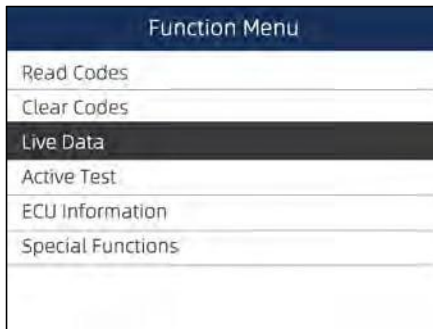 Function Menu
Read Codes
Clear Codes
Live Data
Active Test
ECU Information
Special Functions